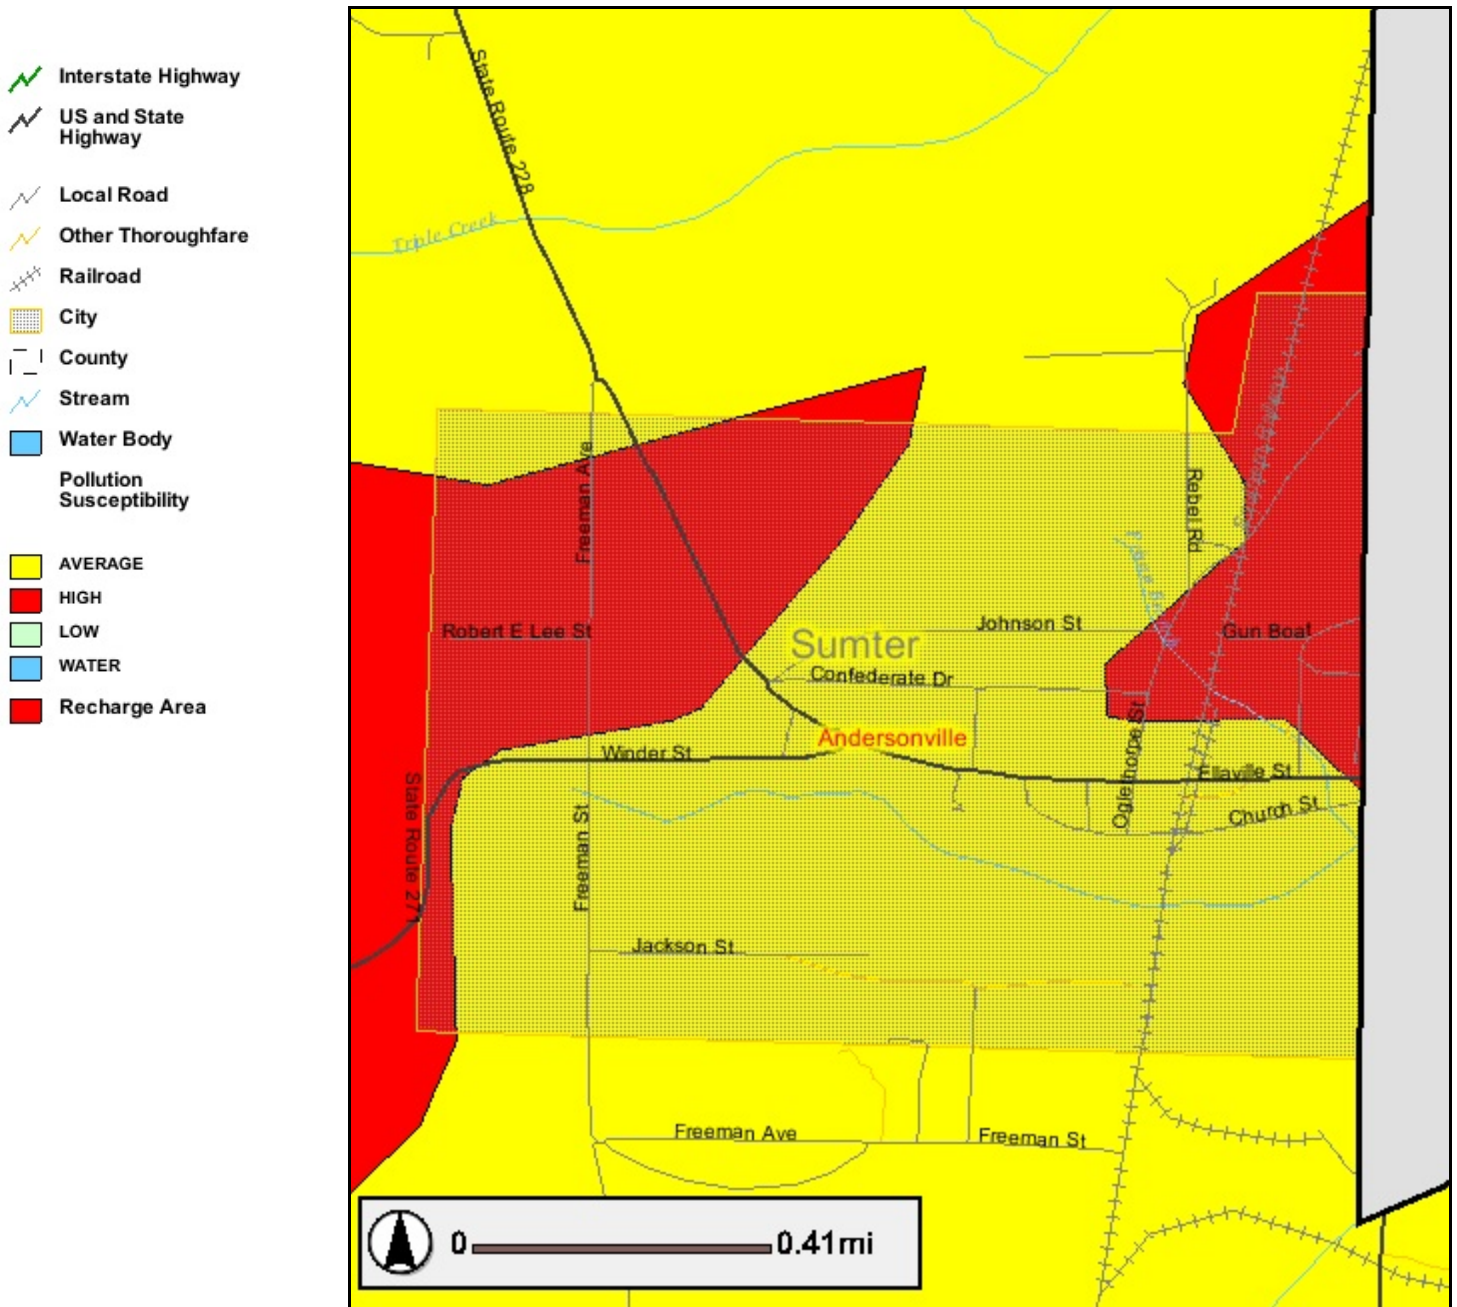 Interstate Highway
US and State
Highway
Local Road
Other Thoroughfare
Railroad
City
County
Stream
Water Body
Pollution
Susceptibility
AVERAGE
HIGH
LOW
WATER
Recharge Area
State Route 228
Triple Creek
Freeman Ave
Rebel Rd
Robert E Lee St
Johnson St
Gun Boat
Sumter
Confederate Dr
Andersonville
Oglethorpe St
Winder St
Ellaville St
Church St
State Route 271
Freeman St
Jackson St
Freeman Ave
Freeman St
0
0.41mi